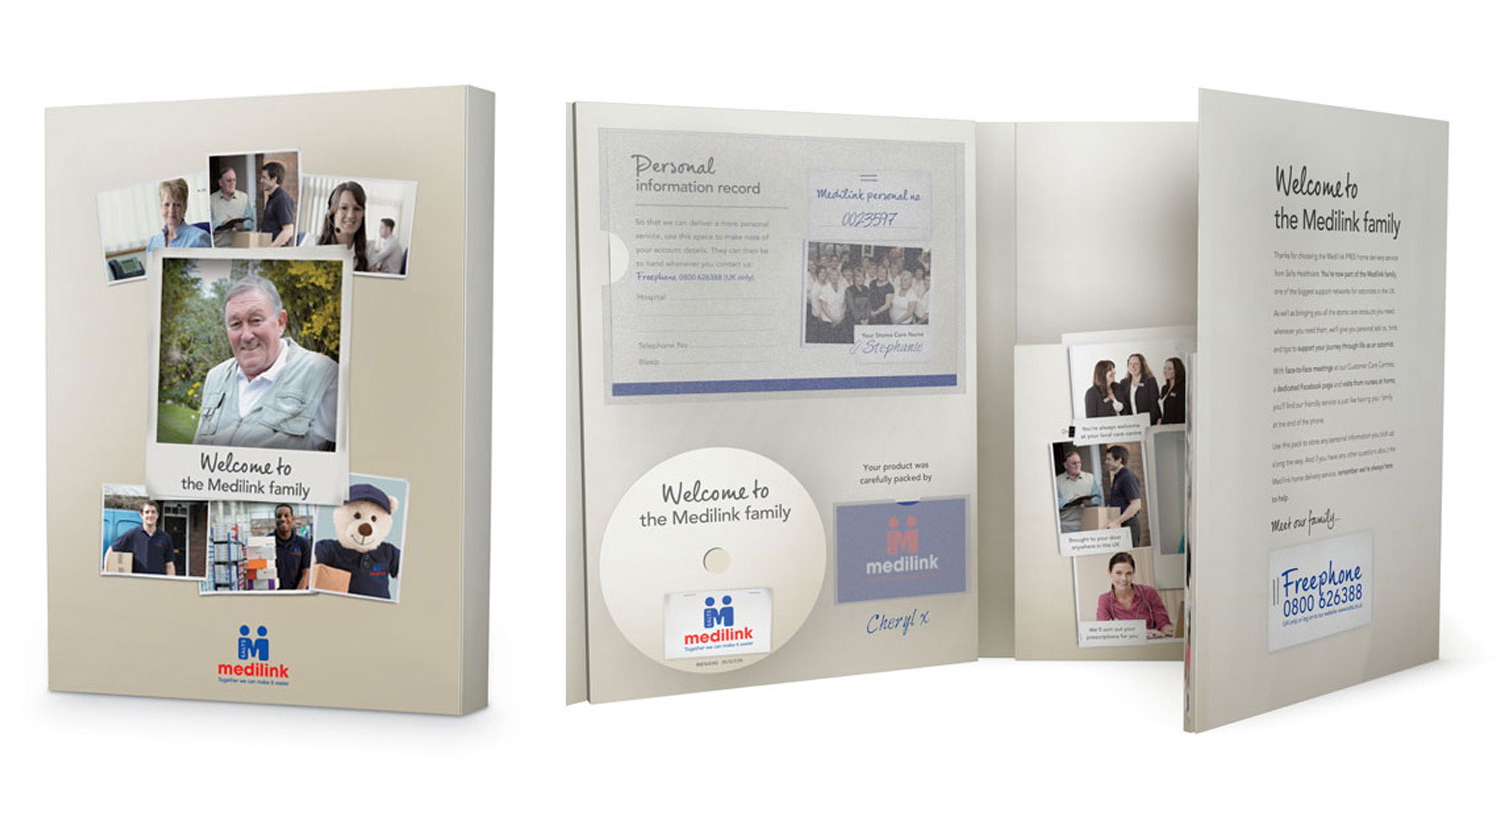 Welcome to
the Medilink family
SALTS
medilink
Together we can make it easier
Personal
information record
So that we can deliver a more personal
service, use this space to make note of
your account details. They can then be
to hand whenever you contact us:
Freephone 0800 626388 (UK only).
Hospital
Telephone No
Bleep
Medilink personal no.
0023597
Your Stoma Care Nurse
Stephanie
Welcome to
the Medilink family
SALTS
medilink
Together we can make it easier
Your product was
carefully packed by
medilink
Cheryl x
You're always welcome
at your local care centre
Brought to your door
anywhere in the UK
We'll sort out your
prescriptions for you
Welcome to
the Medilink family
Thanks for choosing the Medilink FREE home delivery service
from Salts Healthcare. You're now part of the Medilink family,
one of the biggest support networks for ostomists in the UK.
As well as bringing you all the stoma care products you need,
wherever you need them, we'll give you personal advice, hints
and tips to support your journey through life as an ostomist.
With face-to-face meetings at our Customer Care Centres,
a dedicated Facebook page and visits from nurses at home,
you'll find our friendly service is just like having your family
at the end of the phone.
Use this pack to store any personal information you pick up
along the way. And if you have any other questions about the
Medilink home delivery service, remember we're always here
to help.
Meet our family...
Freephone
0800 626388